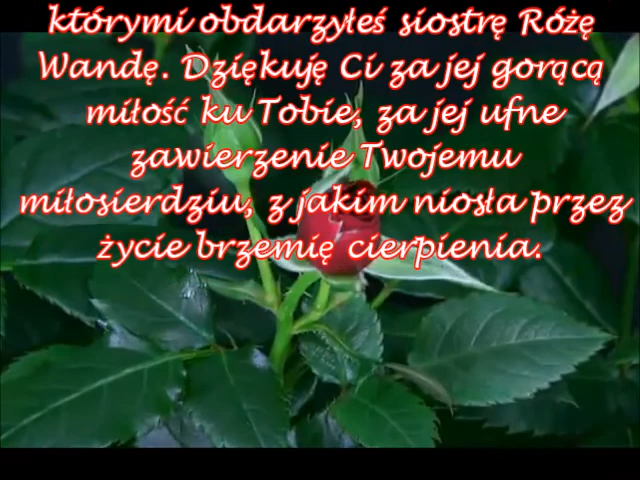 którymi obdarzyłeś siostrę Różę
Wandę. Dziękuję Ci za jej gorącą
miłość ku Tobie, za jej ufne
zawierzenie Twojemu
miłosierdziu, z jakim niosła przez
życie brzemię cierpienia.